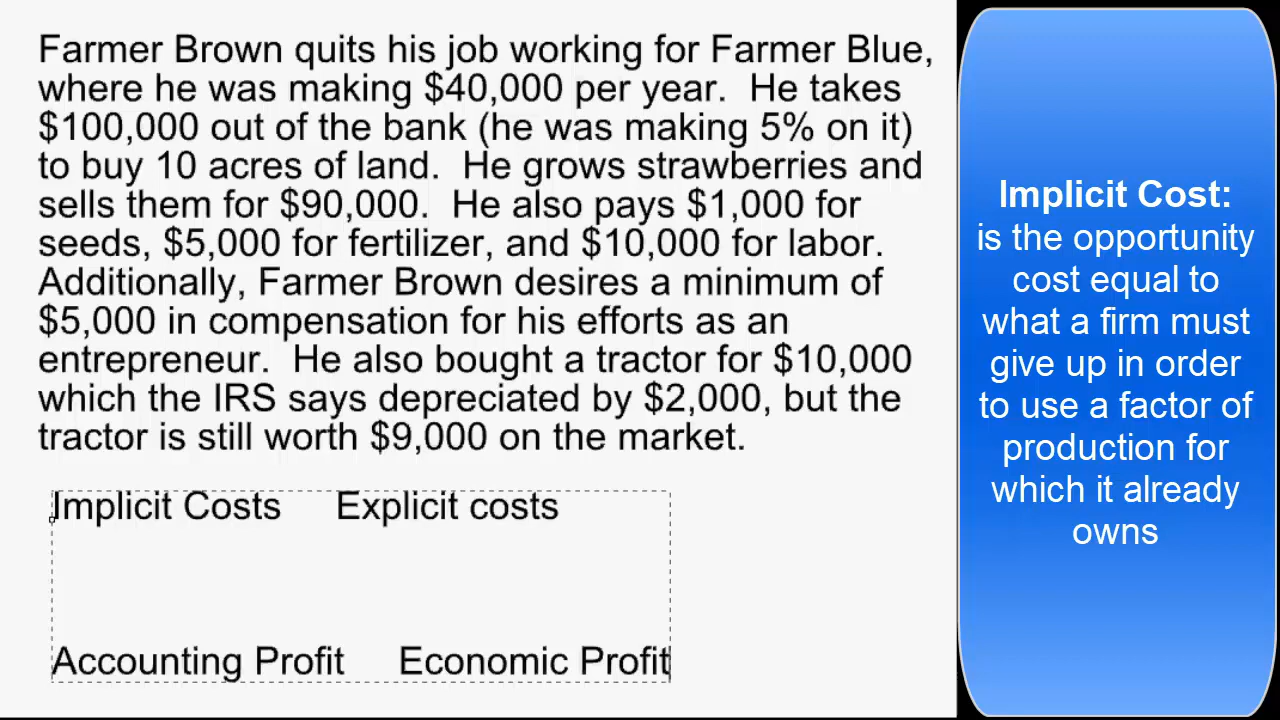 Farmer Brown quits his job working for Farmer Blue,
where he was making $40,000 per year.  He takes
$100,000 out of the bank (he was making 5% on it)
to buy 10 acres of land.  He grows strawberries and
sells them for $90,000.  He also pays $1,000 for
seeds, $5,000 for fertilizer, and $10,000 for labor.
Additionally, Farmer Brown desires a minimum of
$5,000 in compensation for his efforts as an
entrepreneur.  He also bought a tractor for $10,000
which the IRS says depreciated by $2,000, but the
tractor is still worth $9,000 on the market.
Implicit Costs     Explicit costs
Accounting Profit     Economic Profit
Implicit Cost:
is the opportunity
cost equal to
what a firm must
give up in order
to use a factor of
production for
which it already
owns